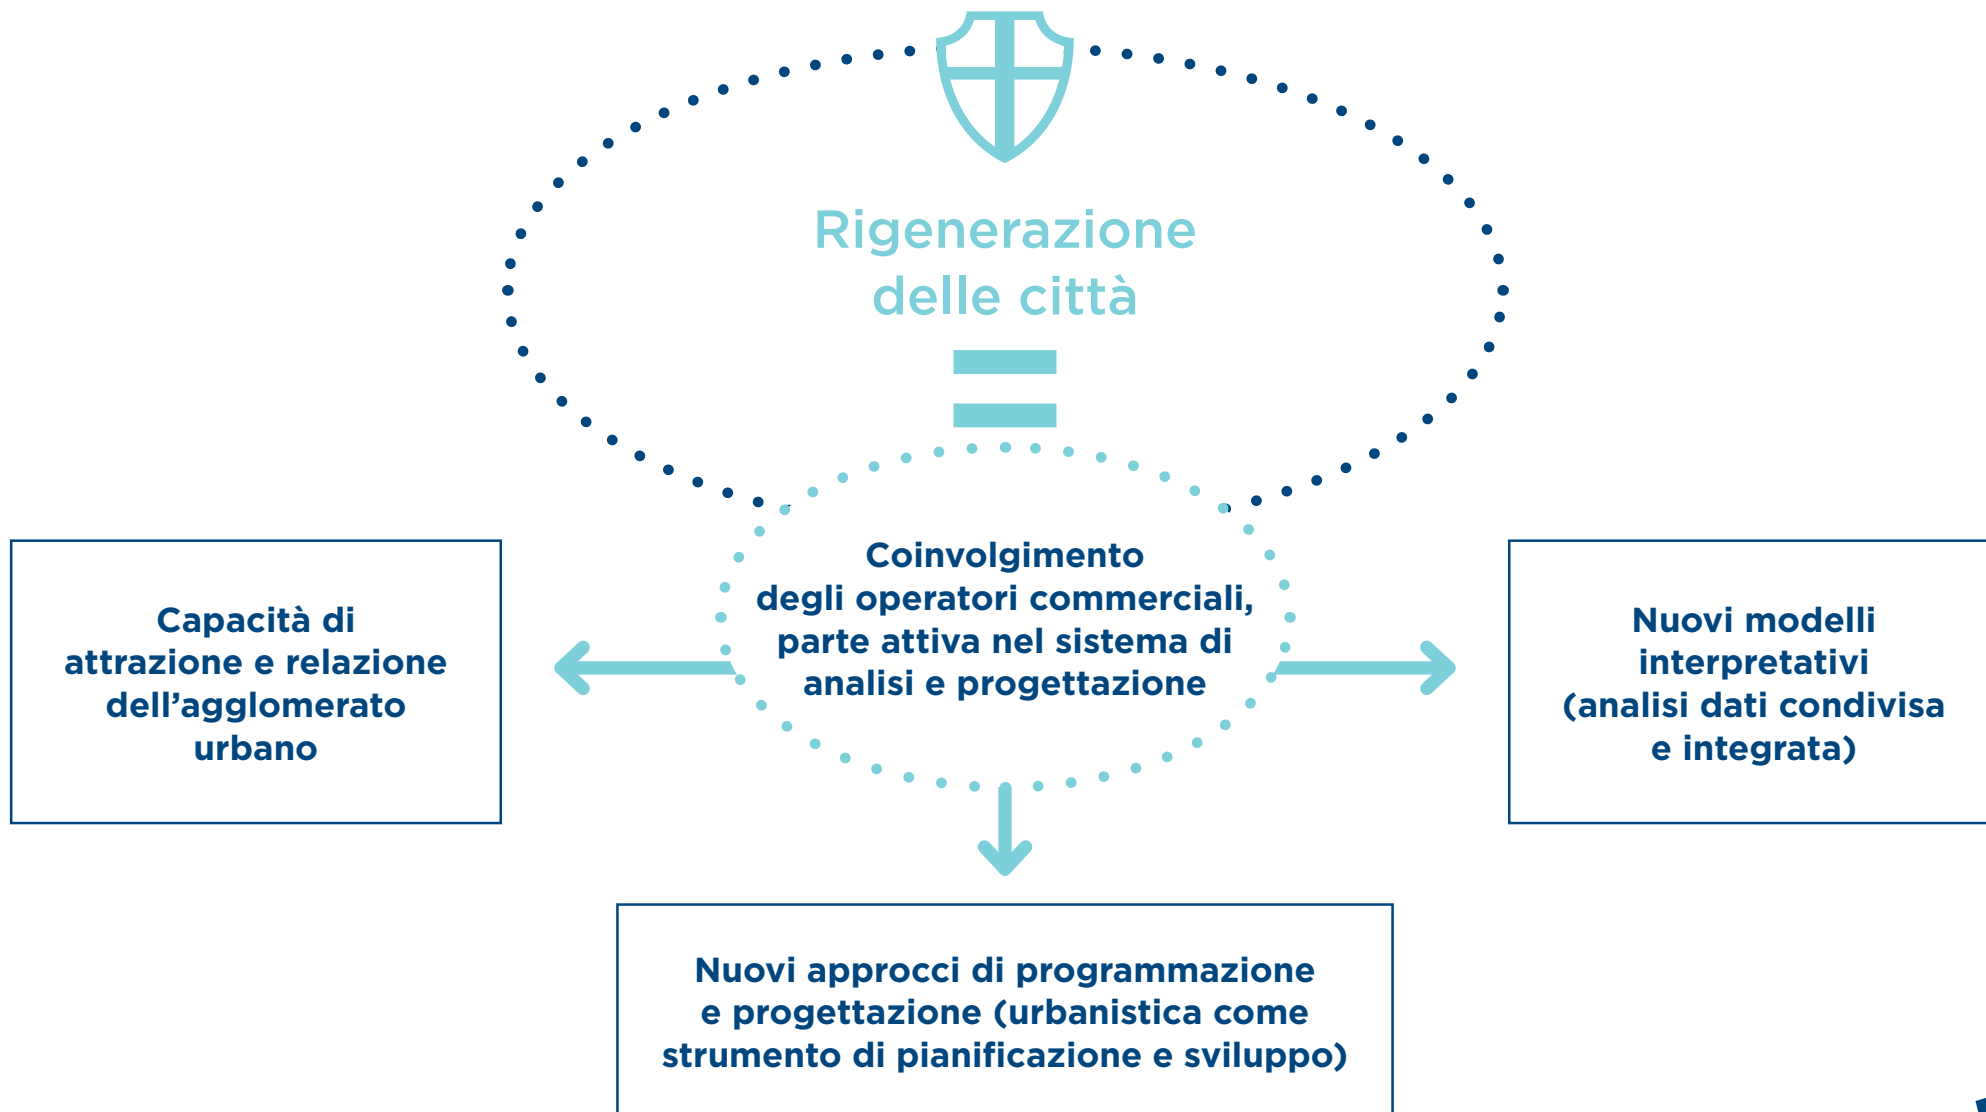 Rigenerazione
delle città
Coinvolgimento
degli operatori commerciali,
parte attiva nel sistema di
analisi e progettazione
Capacità di
attrazione e relazione
dell’agglomerato
urbano
Nuovi modelli
interpretativi
(analisi dati condivisa
e integrata)
Nuovi approcci di programmazione
e progettazione (urbanistica come
strumento di pianificazione e sviluppo)